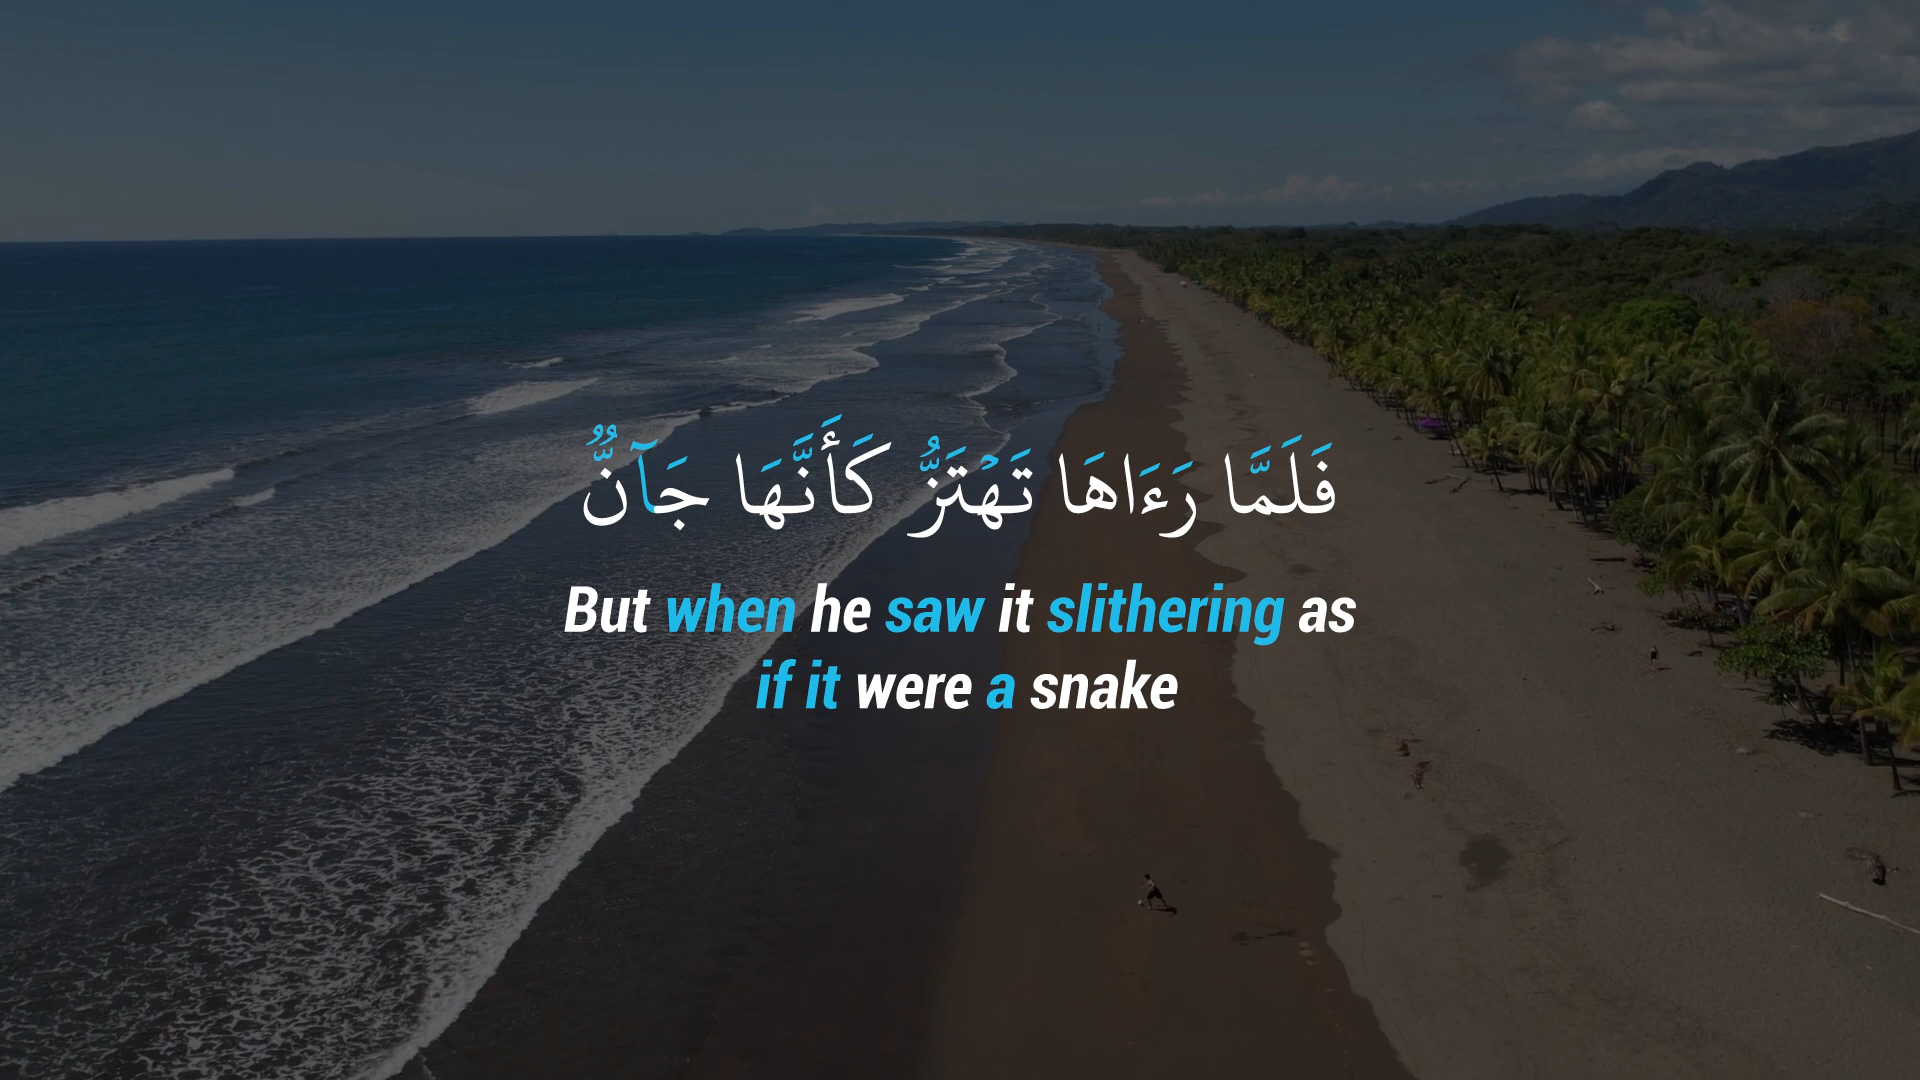 فَلَمَّا رَءَاهَا تَهۡتَزُّ كَأَنَّهَا جَآنࣱّ
But when he saw it slithering as
if it were a snake